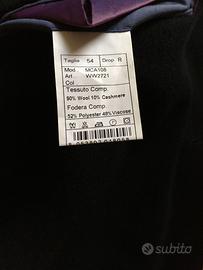 Taglia 54 Drop R
Mod. MCA108
Art. WW2721
Col
Tessuto Comp.
90% Wool 10% Cashmere
Fodera Comp.
52% Polyester 48% Viscose
subito